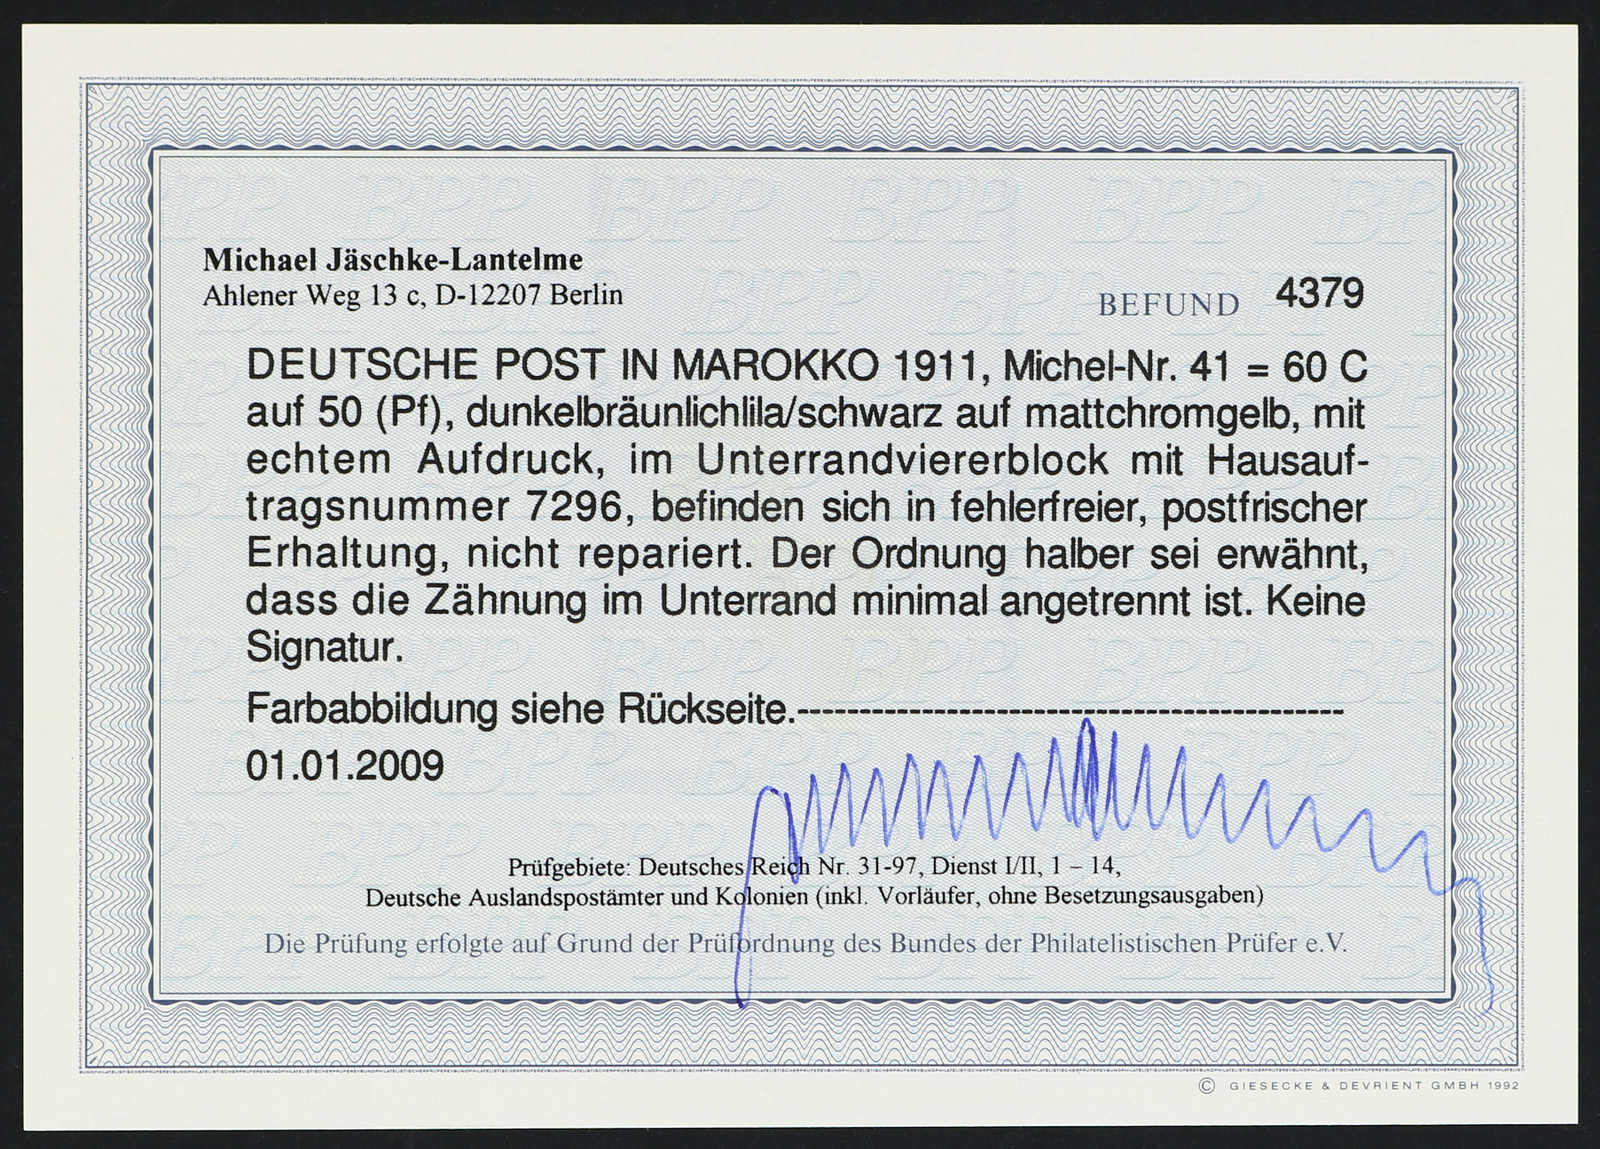 Michael Jäschke-Lantelme
Ahlener Weg 13 c, D-12207 Berlin
BEFUND 4379
DEUTSCHE POST IN MAROKKO 1911, Michel-Nr. 41 = 60 C
auf 50 (Pf), dunkelbräunlichlila/schwarz auf mattchromgelb, mit
echtem Aufdruck, im Unterrandviererblock mit Hausauf-
tragsnummer 7296, befinden sich in fehlerfreier, postfrischer
Erhaltung, nicht repariert. Der Ordnung halber sei erwähnt,
dass die Zähnung im Unterrand minimal angetrennt ist. Keine
Signatur.
Farbabbildung siehe Rückseite.--------------------------------------------
01.01.2009
Prüfgebiete: Deutsches Reich Nr. 31-97, Dienst I/II, 1 – 14,
Deutsche Auslandspostämter und Kolonien (inkl. Vorläufer, ohne Besetzungsausgaben)
Die Prüfung erfolgte auf Grund der Prüfordnung des Bundes der Philatelistischen Prüfer e.V.
© GIESECKE & DEVRIENT GMBH 1992